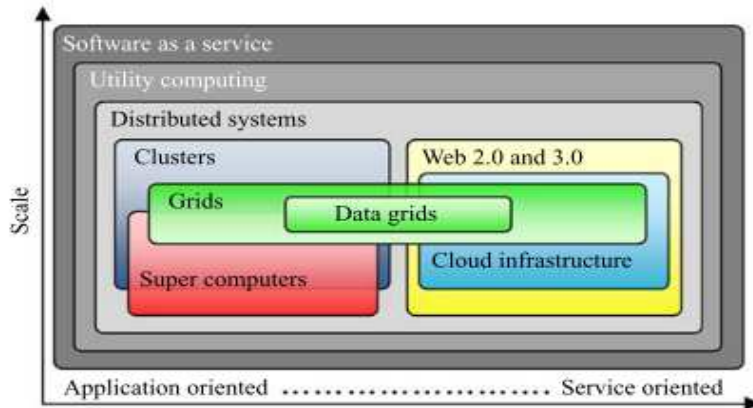 Software as a service
Utility computing
Distributed systems
Clusters
Web 2.0 and 3.0
Grids
Data grids
Cloud infrastructure
Super computers
Scale
Application oriented ........................ Service oriented